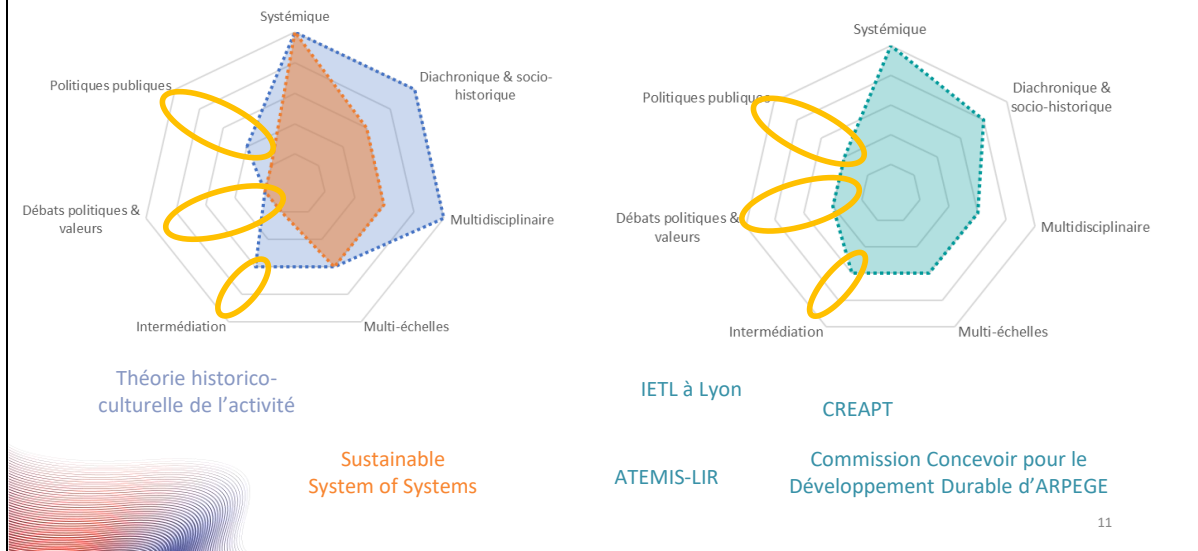 Systémique
Politiques publiques
Diachronique & socio-
historique
Débats politiques &
valeurs
Multidisciplinaire
Intermédiation
Multi-échelles
Systémique
Politiques publiques
Diachronique &
socio-historique
Débats politiques &
valeurs
Multidisciplinaire
Intermédiation
Multi-échelles
Théorie historico-
culturelle de l’activité
Sustainable
System of Systems
IETL à Lyon
CREAPT
ATEMIS-LIR
Commission Concevoir pour le
Développement Durable d’ARPEGE
11